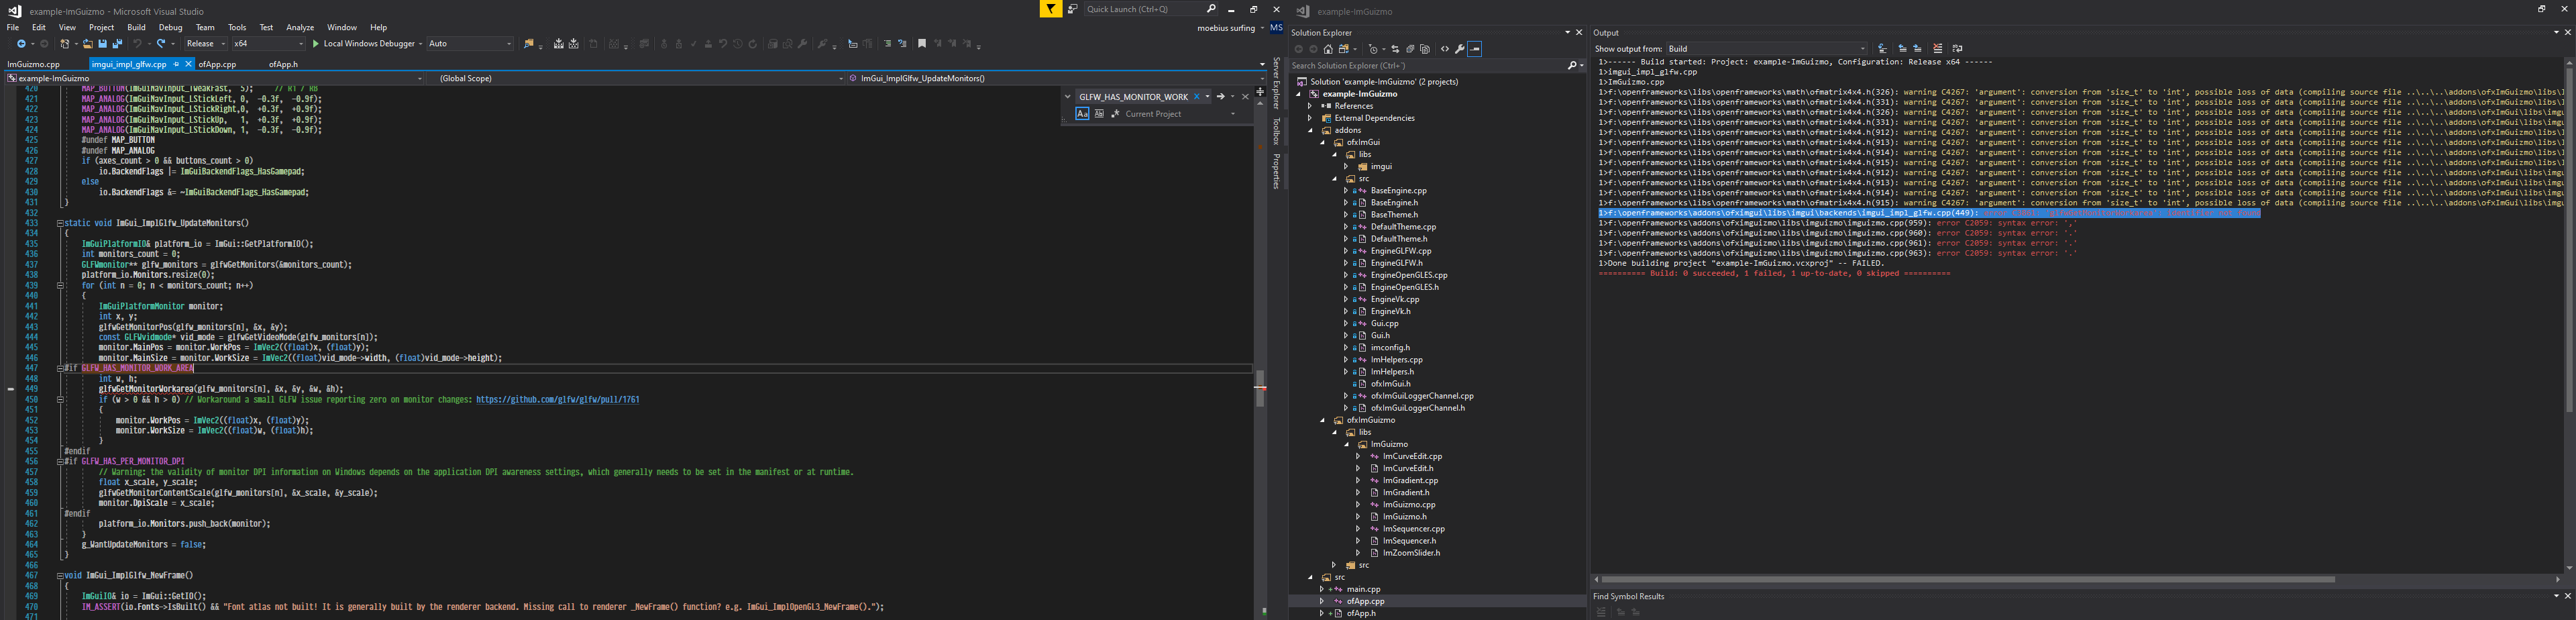 example-ImGuizmo - Microsoft Visual Studio
Quick Launch (Ctrl+Q)
File Edit View Project Build Debug Team Tools Test Analyze Window Help
moebius surfing MS
Release x64 Local Windows Debugger Auto
ImGuizmo.cpp imgui_impl_glfw.cpp ofApp.cpp ofApp.h
example-ImGuizmo (Global Scope) ImGui_ImplGlfw_UpdateMonitors()
GLFW_HAS_MONITOR_WORK
Aa Current Project
420 MAP_BUTTON(ImGuiNavInput_TweakFast, 5); // R1 / RB
421 MAP_ANALOG(ImGuiNavInput_LStickLeft, 0, -0.3f, -0.9f);
422 MAP_ANALOG(ImGuiNavInput_LStickRight,0, +0.3f, +0.9f);
423 MAP_ANALOG(ImGuiNavInput_LStickUp, 1, +0.3f, +0.9f);
424 MAP_ANALOG(ImGuiNavInput_LStickDown, 1, -0.3f, -0.9f);
425 #undef MAP_BUTTON
426 #undef MAP_ANALOG
427 if (axes_count > 0 && buttons_count > 0)
428 io.BackendFlags |= ImGuiBackendFlags_HasGamepad;
429 else
430 io.BackendFlags &= ~ImGuiBackendFlags_HasGamepad;
431 }
432
433 static void ImGui_ImplGlfw_UpdateMonitors()
434 {
435 ImGuiPlatformIO& platform_io = ImGui::GetPlatformIO();
436 int monitors_count = 0;
437 GLFWmonitor** glfw_monitors = glfwGetMonitors(&monitors_count);
438 platform_io.Monitors.resize(0);
439 for (int n = 0; n < monitors_count; n++)
440 {
441 ImGuiPlatformMonitor monitor;
442 int x, y;
443 glfwGetMonitorPos(glfw_monitors[n], &x, &y);
444 const GLFWvidmode* vid_mode = glfwGetVideoMode(glfw_monitors[n]);
445 monitor.MainPos = monitor.WorkPos = ImVec2((float)x, (float)y);
446 monitor.MainSize = monitor.WorkSize = ImVec2((float)vid_mode->width, (float)vid_mode->height);
447 #if GLFW_HAS_MONITOR_WORK_AREA
448 int w, h;
449 glfwGetMonitorWorkarea(glfw_monitors[n], &x, &y, &w, &h);
450 if (w > 0 && h > 0) // Workaround a small GLFW issue reporting zero on monitor changes: https://github.com/glfw/glfw/pull/1761
451 {
452 monitor.WorkPos = ImVec2((float)x, (float)y);
453 monitor.WorkSize = ImVec2((float)w, (float)h);
454 }
455 #endif
456 #if GLFW_HAS_PER_MONITOR_DPI
457 // Warning: the validity of monitor DPI information on Windows depends on the application DPI awareness settings, which generally needs to be set in the manifest or at runtime.
458 float x_scale, y_scale;
459 glfwGetMonitorContentScale(glfw_monitors[n], &x_scale, &y_scale);
460 monitor.DpiScale = x_scale;
461 #endif
462 platform_io.Monitors.push_back(monitor);
463 }
464 g_WantUpdateMonitors = false;
465 }
466
467 void ImGui_ImplGlfw_NewFrame()
468 {
469 ImGuiIO& io = ImGui::GetIO();
470 IM_ASSERT(io.Fonts->IsBuilt() && "Font atlas not built! It is generally built by the renderer backend. Missing call to renderer _NewFrame() function? e.g. ImGui_ImplOpenGL3_NewFrame().");
471
Server Explorer
Toolbox
Properties
example-ImGuizmo
Solution Explorer
Search Solution Explorer (Ctrl+¨)
Solution 'example-ImGuizmo' (2 projects)
example-ImGuizmo
References
External Dependencies
addons
ofxImGui
libs
imgui
src
BaseEngine.cpp
BaseEngine.h
BaseTheme.h
DefaultTheme.cpp
DefaultTheme.h
EngineGLFW.cpp
EngineGLFW.h
EngineOpenGLES.cpp
EngineOpenGLES.h
EngineVk.cpp
EngineVk.h
Gui.cpp
Gui.h
imconfig.h
ImHelpers.cpp
ImHelpers.h
ofxImGui.h
ofxImGuiLoggerChannel.cpp
ofxImGuiLoggerChannel.h
ofxImGuizmo
libs
ImGuizmo
ImCurveEdit.cpp
ImCurveEdit.h
ImGradient.cpp
ImGradient.h
ImGuizmo.cpp
ImGuizmo.h
ImSequencer.cpp
ImSequencer.h
ImZoomSlider.h
src
src
main.cpp
ofApp.cpp
ofApp.h
Output
Show output from: Build
1>------ Build started: Project: example-ImGuizmo, Configuration: Release x64 ------
1>imgui_impl_glfw.cpp
1>ImGuizmo.cpp
1>f:\openframeworks\libs\openframeworks\math\ofmatrix4x4.h(326): warning C4267: 'argument': conversion from 'size_t' to 'int', possible loss of data (compiling source file ..\..\..\addons\ofxImGuizmo\libs\I
1>f:\openframeworks\libs\openframeworks\math\ofmatrix4x4.h(331): warning C4267: 'argument': conversion from 'size_t' to 'int', possible loss of data (compiling source file ..\..\..\addons\ofxImGuizmo\libs\I
1>f:\openframeworks\libs\openframeworks\math\ofmatrix4x4.h(326): warning C4267: 'argument': conversion from 'size_t' to 'int', possible loss of data (compiling source file ..\..\..\addons\ofxImGui\libs\imgu
1>f:\openframeworks\libs\openframeworks\math\ofmatrix4x4.h(331): warning C4267: 'argument': conversion from 'size_t' to 'int', possible loss of data (compiling source file ..\..\..\addons\ofxImGui\libs\imgu
1>f:\openframeworks\libs\openframeworks\math\ofmatrix4x4.h(912): warning C4267: 'argument': conversion from 'size_t' to 'int', possible loss of data (compiling source file ..\..\..\addons\ofxImGuizmo\libs\I
1>f:\openframeworks\libs\openframeworks\math\ofmatrix4x4.h(913): warning C4267: 'argument': conversion from 'size_t' to 'int', possible loss of data (compiling source file ..\..\..\addons\ofxImGuizmo\libs\I
1>f:\openframeworks\libs\openframeworks\math\ofmatrix4x4.h(914): warning C4267: 'argument': conversion from 'size_t' to 'int', possible loss of data (compiling source file ..\..\..\addons\ofxImGuizmo\libs\I
1>f:\openframeworks\libs\openframeworks\math\ofmatrix4x4.h(915): warning C4267: 'argument': conversion from 'size_t' to 'int', possible loss of data (compiling source file ..\..\..\addons\ofxImGuizmo\libs\I
1>f:\openframeworks\libs\openframeworks\math\ofmatrix4x4.h(912): warning C4267: 'argument': conversion from 'size_t' to 'int', possible loss of data (compiling source file ..\..\..\addons\ofxImGui\libs\imgu
1>f:\openframeworks\libs\openframeworks\math\ofmatrix4x4.h(913): warning C4267: 'argument': conversion from 'size_t' to 'int', possible loss of data (compiling source file ..\..\..\addons\ofxImGui\libs\imgu
1>f:\openframeworks\libs\openframeworks\math\ofmatrix4x4.h(914): warning C4267: 'argument': conversion from 'size_t' to 'int', possible loss of data (compiling source file ..\..\..\addons\ofxImGui\libs\imgu
1>f:\openframeworks\libs\openframeworks\math\ofmatrix4x4.h(915): warning C4267: 'argument': conversion from 'size_t' to 'int', possible loss of data (compiling source file ..\..\..\addons\ofxImGui\libs\imgu
1>f:\openframeworks\addons\ofximgui\libs\imgui\backends\imgui_impl_glfw.cpp(449): error C3861: 'glfwGetMonitorWorkarea': identifier not found
1>f:\openframeworks\addons\ofximguizmo\libs\imguizmo\imguizmo.cpp(959): error C2059: syntax error: '.'
1>f:\openframeworks\addons\ofximguizmo\libs\imguizmo\imguizmo.cpp(960): error C2059: syntax error: '.'
1>f:\openframeworks\addons\ofximguizmo\libs\imguizmo\imguizmo.cpp(961): error C2059: syntax error: '.'
1>f:\openframeworks\addons\ofximguizmo\libs\imguizmo\imguizmo.cpp(963): error C2059: syntax error: '.'
1>Done building project "example-ImGuizmo.vcxproj" -- FAILED.
========== Build: 0 succeeded, 1 failed, 1 up-to-date, 0 skipped ==========
Find Symbol Results